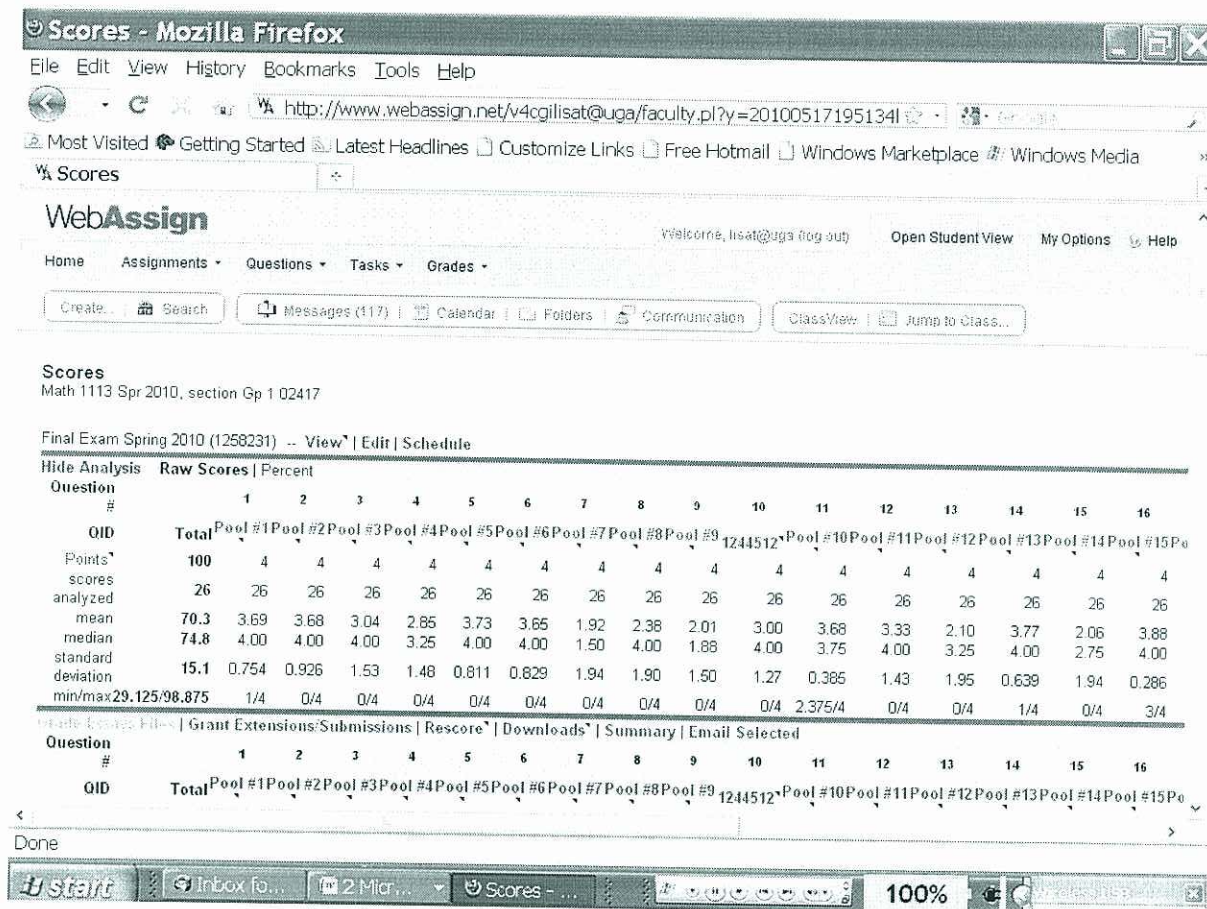 Scores - Mozilla Firefox
File Edit View History Bookmarks Tools Help
http://www.webassign.net/v4cgilisat@uga/faculty.pl?y=20100517195134l
Most Visited Getting Started Latest Headlines Customize Links Free Hotmail Windows Marketplace Windows Media
Scores
WebAssign
Welcome, lisat@uga (log out) Open Student View My Options Help
Home Assignments Questions Tasks Grades
Create... Search Messages (117) Calendar Folders Communication ClassView Jump to Class...
Scores
Math 1113 Spr 2010, section Gp 1 02417
Final Exam Spring 2010 (1258231) -- View | Edit | Schedule
Hide Analysis Raw Scores | Percent
Question # 1 2 3 4 5 6 7 8 9 10 11 12 13 14 15 16
QID Total Pool #1 Pool #2 Pool #3 Pool #4 Pool #5 Pool #6 Pool #7 Pool #8 Pool #9 1244512 Pool #10 Pool #11 Pool #12 Pool #13 Pool #14 Pool #15 Po
Points 100 4 4 4 4 4 4 4 4 4 4 4 4 4 4 4 4
scores analyzed 26 26 26 26 26 26 26 26 26 26 26 26 26 26 26 26 26
mean 70.3 3.69 3.68 3.04 2.85 3.73 3.65 1.92 2.38 2.01 3.00 3.68 3.33 2.10 3.77 2.06 3.88
median 74.8 4.00 4.00 4.00 3.25 4.00 4.00 1.50 4.00 1.88 4.00 3.75 4.00 3.25 4.00 2.75 4.00
standard deviation 15.1 0.754 0.926 1.53 1.48 0.811 0.829 1.94 1.90 1.50 1.27 0.385 1.43 1.95 0.639 1.94 0.286
min/max 29.125/98.875 1/4 0/4 0/4 0/4 0/4 0/4 0/4 0/4 0/4 0/4 2.375/4 0/4 0/4 1/4 0/4 3/4
| Grant Extensions/Submissions | Rescore | Downloads | Summary | Email Selected
Question # 1 2 3 4 5 6 7 8 9 10 11 12 13 14 15 16
QID Total Pool #1 Pool #2 Pool #3 Pool #4 Pool #5 Pool #6 Pool #7 Pool #8 Pool #9 1244512 Pool #10 Pool #11 Pool #12 Pool #13 Pool #14 Pool #15 Po
Done
start Inbox fo... 2 Micr... Scores - ... 100%